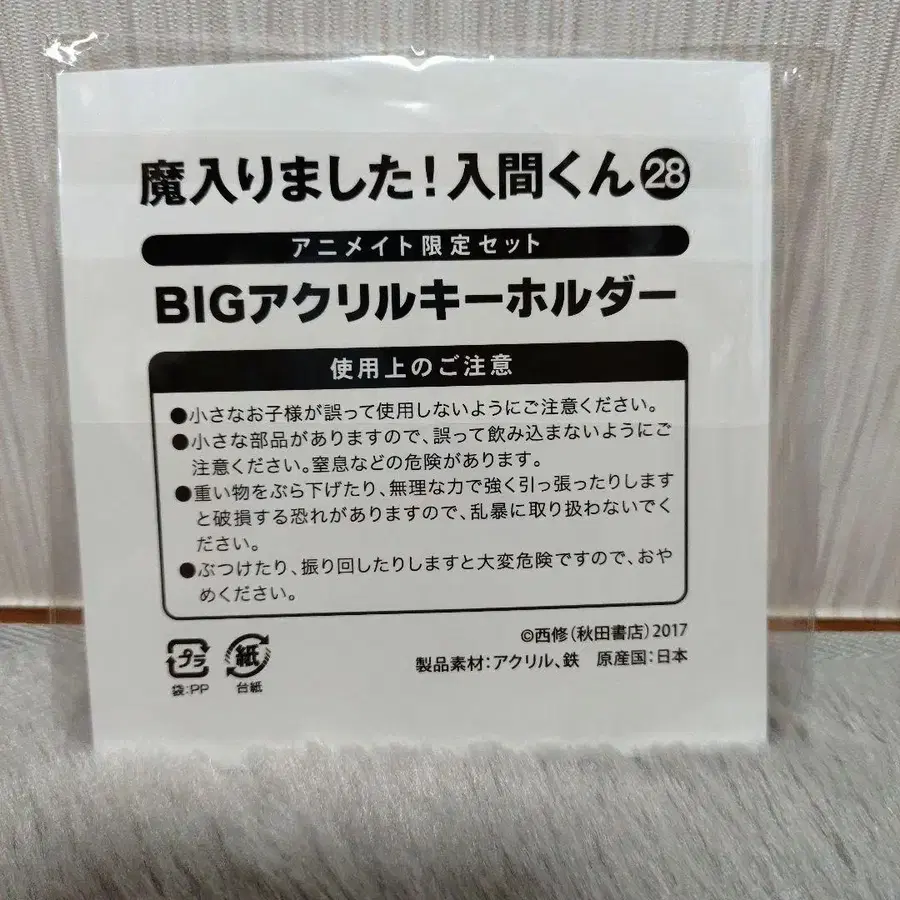 魔入りました！入間くん㉘
アニメイト限定セット
BIGアクリルキーホルダー
使用上のご注意
●小さなお子様が誤って使用しないようにご注意ください。
●小さな部品がありますので、誤って飲み込まないようにご
注意ください。窒息などの危険があります。
●重い物をぶら下げたり、無理な力で強く引っ張ったりします
と破損する恐れがありますので、乱暴に取り扱わないでく
ださい。
●ぶつけたり、振り回したりしますと大変危険ですので、おや
めください。
©西修（秋田書店）2017
製品素材：アクリル、鉄　原産国：日本
プラ 紙
袋：PP 台紙